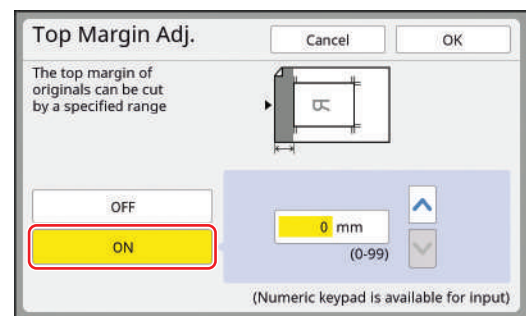 Top Margin Adj.
Cancel
OK
The top margin of
originals can be cut
by a specified range
R
OFF
ON
0 mm
(0-99)
(Numeric keypad is available for input)